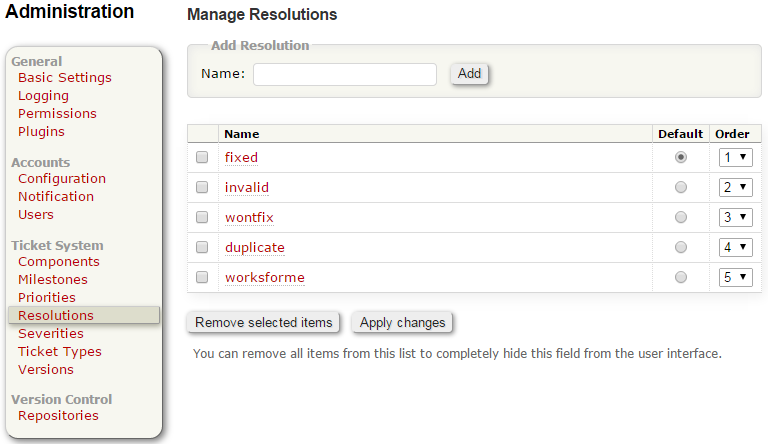 Administration
General
Basic Settings
Logging
Permissions
Plugins
Accounts
Configuration
Notification
Users
Ticket System
Components
Milestones
Priorities
Resolutions
Severities
Ticket Types
Versions
Version Control
Repositories
Manage Resolutions
Add Resolution
Name: Add
Name Default Order
fixed 1
invalid 2
wontfix 3
duplicate 4
worksforme 5
Remove selected items Apply changes
You can remove all items from this list to completely hide this field from the user interface.